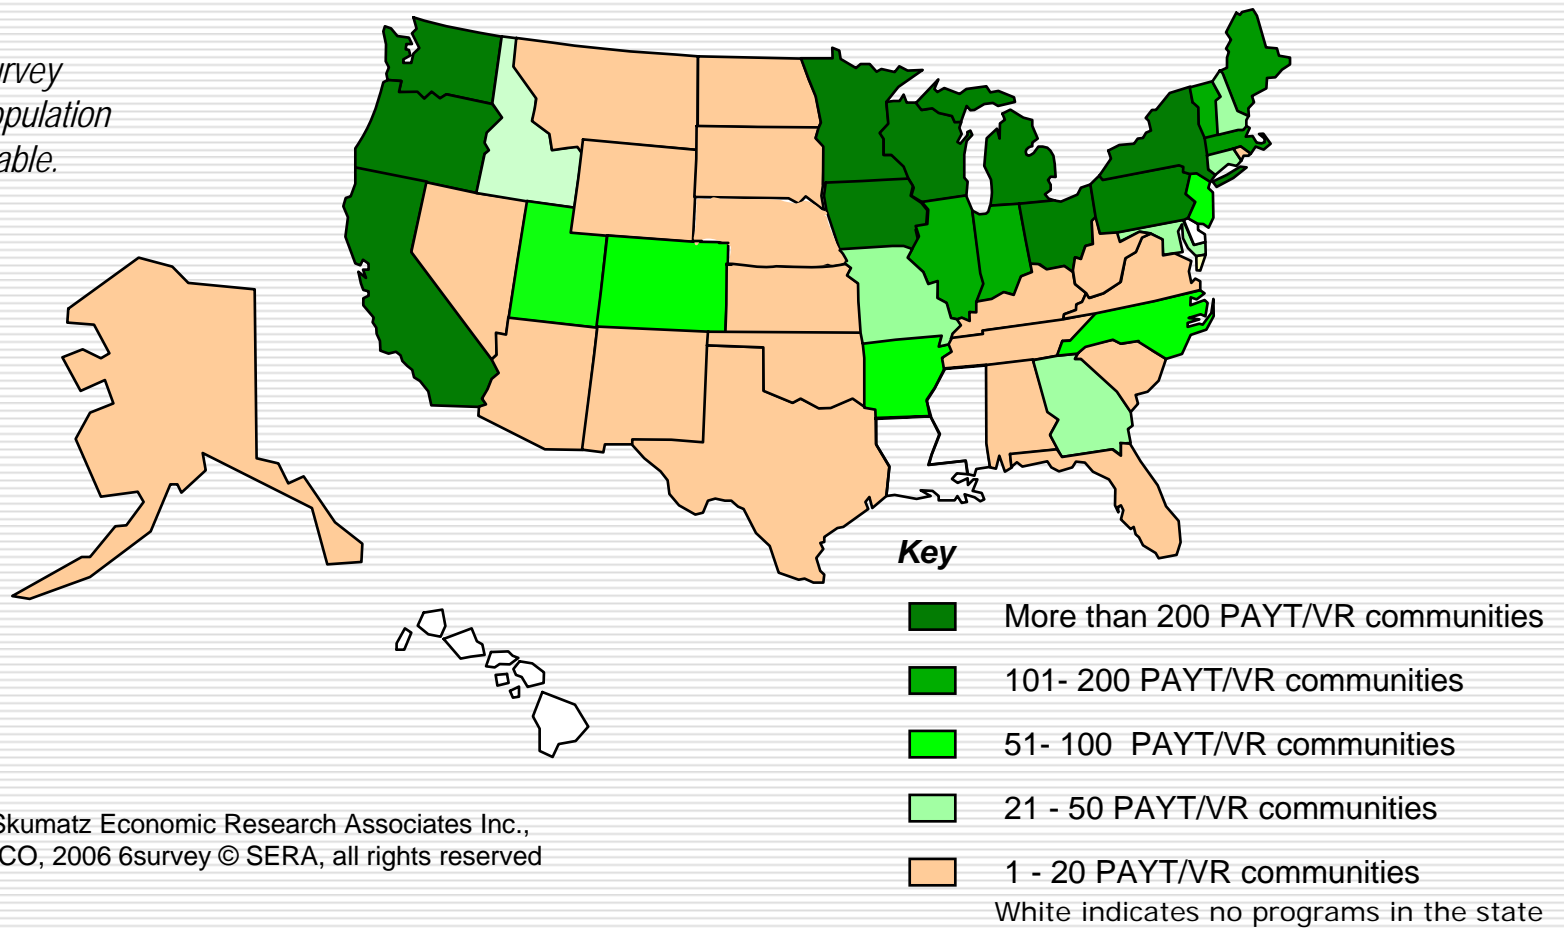 urvey
opulation
able.
Key
More than 200 PAYT/VR communities
101- 200 PAYT/VR communities
51- 100 PAYT/VR communities
21 - 50 PAYT/VR communities
1 - 20 PAYT/VR communities
White indicates no programs in the state
Skumatz Economic Research Associates Inc.,
CO, 2006 6survey © SERA, all rights reserved